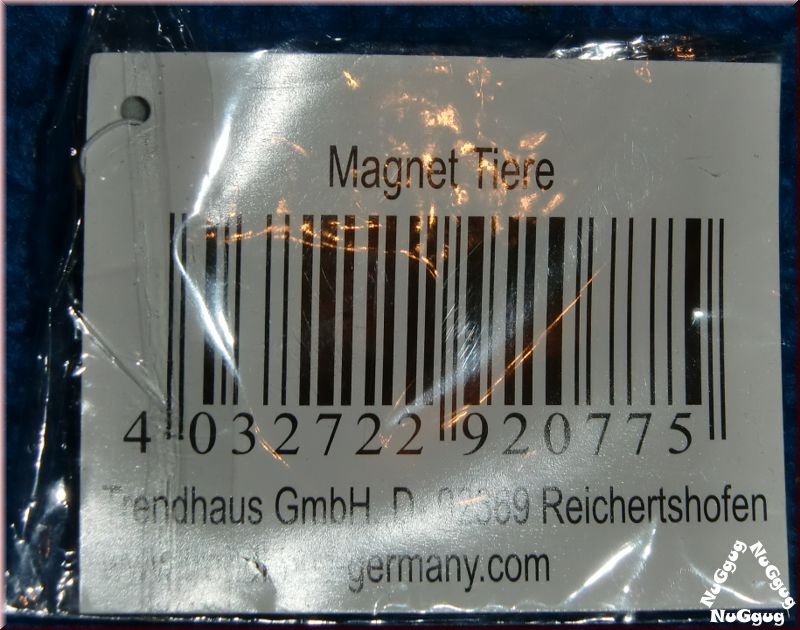 Magnet Tiere
4 032722 920775
Trendhaus GmbH D Reichertshofen
germany.com
NuGgug NuGgug
NuGgug